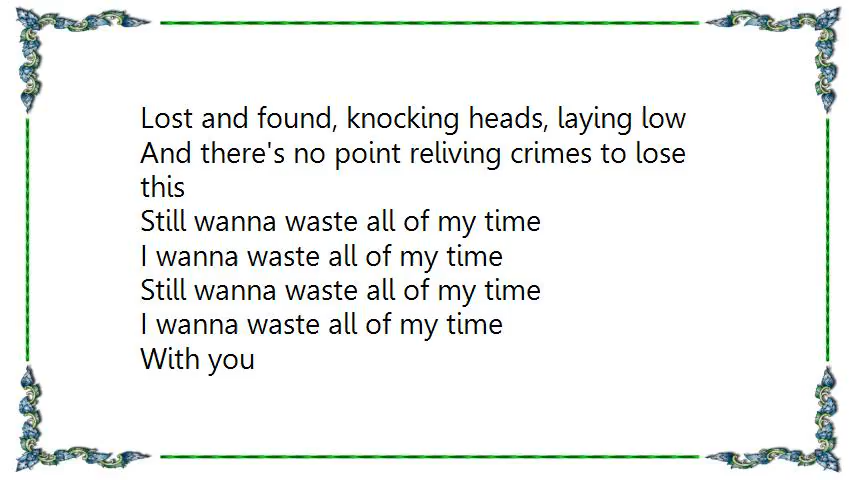 Lost and found, knocking heads, laying low
And there's no point reliving crimes to lose
this
Still wanna waste all of my time
I wanna waste all of my time
Still wanna waste all of my time
I wanna waste all of my time
With you